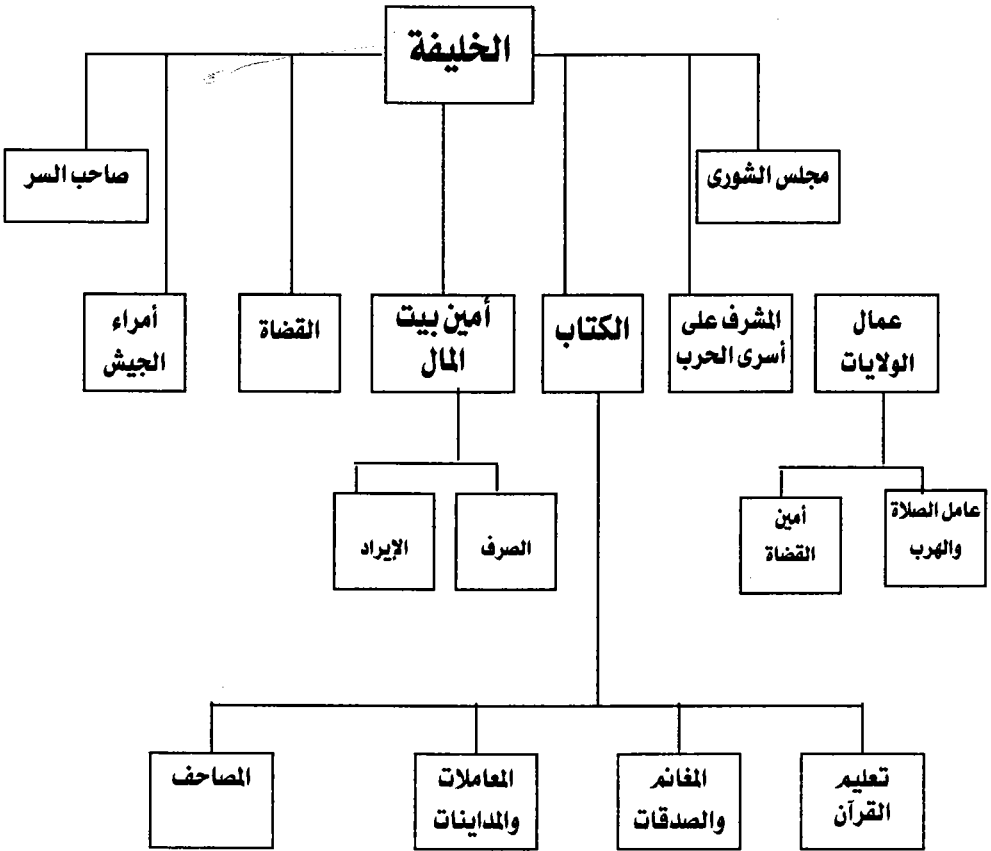 الخليفة
مجلس الشورى
صاحب السر
عمال
الولايات
المشرف على
أسرى الحرب
الكتاب
أمين بيت
المال
القضاة
أمراء
الجيش
عامل الصلاة
والهرب
أمين
القضاة
الصرف
الإيراد
تعليم
القرآن
المغانم
والصدقات
المعاملات
والمداينات
المصاحف